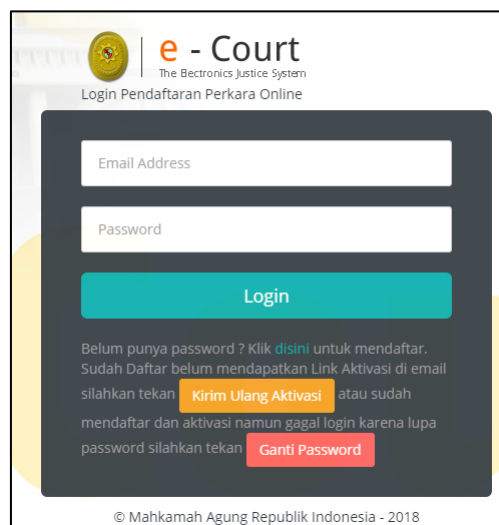 e - Court
The Electronics Justice System
Login Pendaftaran Perkara Online
Email Address
Password
Login
Belum punya password ? Klik disini untuk mendaftar.
Sudah Daftar belum mendapatkan Link Aktivasi di email
silahkan tekan Kirim Ulang Aktivasi atau sudah
mendaftar dan aktivasi namun gagal login karena lupa
password silahkan tekan Ganti Password
© Mahkamah Agung Republik Indonesia - 2018